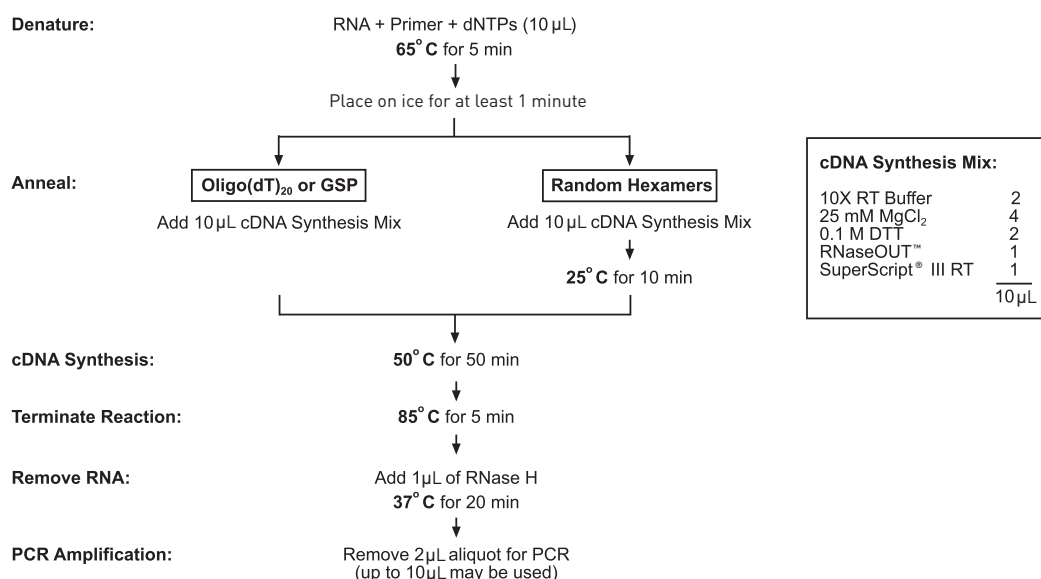 Denature:
RNA + Primer + dNTPs (10 µL)
65°C for 5 min
Place on ice for at least 1 minute
Anneal:
Oligo(dT)20 or GSP
Random Hexamers
Add 10 µL cDNA Synthesis Mix
Add 10 µL cDNA Synthesis Mix
25°C for 10 min
cDNA Synthesis:
50°C for 50 min
Terminate Reaction:
85°C for 5 min
Remove RNA:
Add 1µL of RNase H
37°C for 20 min
PCR Amplification:
Remove 2µL aliquot for PCR
(up to 10µL may be used)
cDNA Synthesis Mix:
10X RT Buffer 2
25 mM MgCl2 4
0.1 M DTT 2
RNaseOUT™ 1
SuperScript® III RT 1
10µL